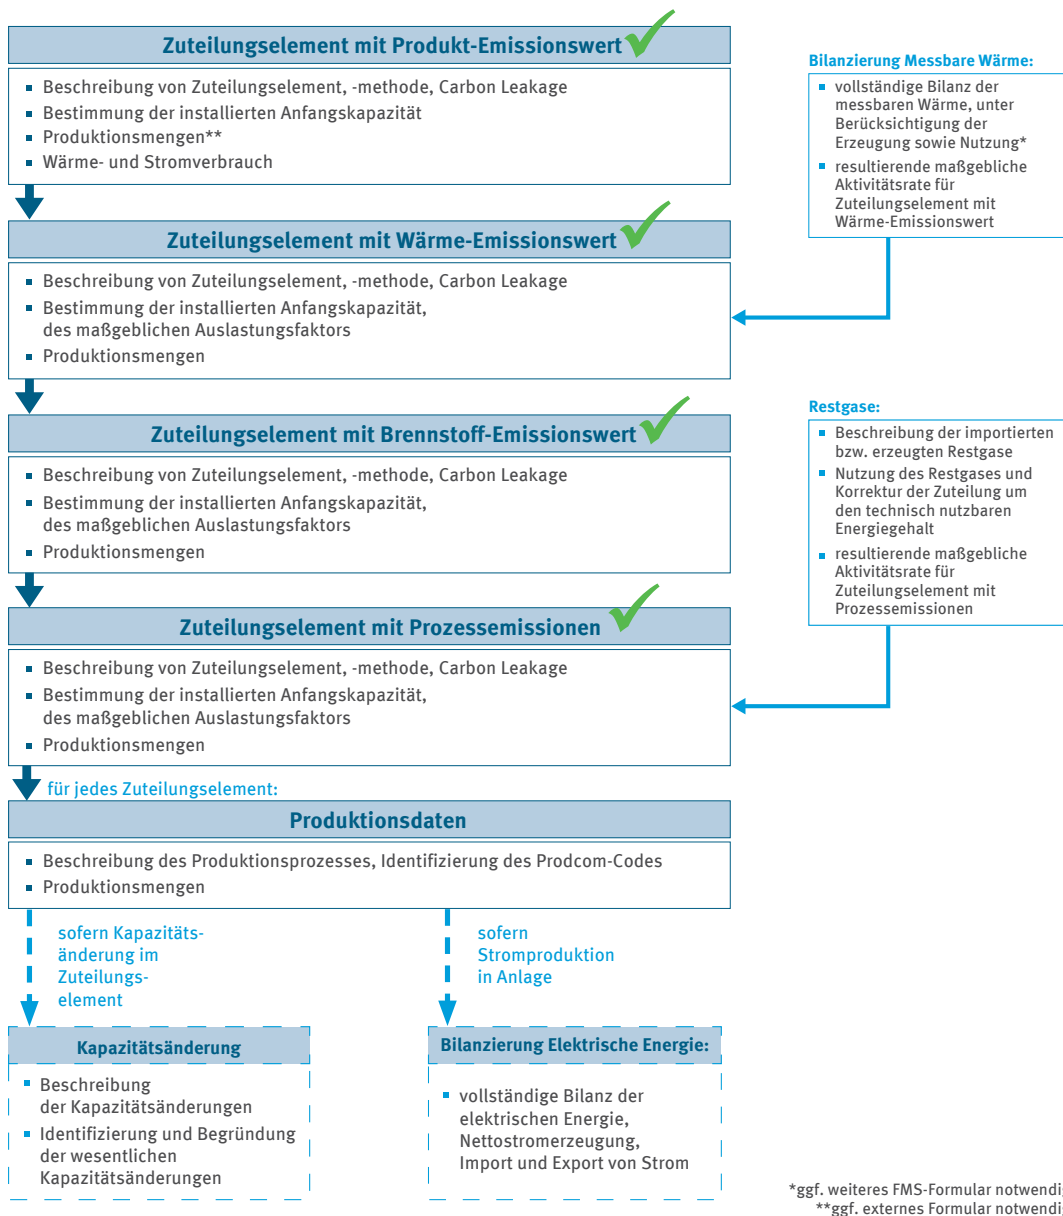 Zuteilungselement mit Produkt-Emissionswert
Beschreibung von Zuteilungselement, -methode, Carbon Leakage
Bestimmung der installierten Anfangskapazität
Produktionsmengen**
Wärme- und Stromverbrauch
Bilanzierung Messbare Wärme:
vollständige Bilanz der
messbaren Wärme, unter
Berücksichtigung der
Erzeugung sowie Nutzung*
resultierende maßgebliche
Aktivitätsrate für
Zuteilungselement mit
Wärme-Emissionswert
Zuteilungselement mit Wärme-Emissionswert
Beschreibung von Zuteilungselement, -methode, Carbon Leakage
Bestimmung der installierten Anfangskapazität,
des maßgeblichen Auslastungsfaktors
Produktionsmengen
Zuteilungselement mit Brennstoff-Emissionswert
Beschreibung von Zuteilungselement, -methode, Carbon Leakage
Bestimmung der installierten Anfangskapazität,
des maßgeblichen Auslastungsfaktors
Produktionsmengen
Restgase:
Beschreibung der importierten
bzw. erzeugten Restgase
Nutzung des Restgases und
Korrektur der Zuteilung um
den technisch nutzbaren
Energiegehalt
resultierende maßgebliche
Aktivitätsrate für
Zuteilungselement mit
Prozessemissionen
Zuteilungselement mit Prozessemissionen
Beschreibung von Zuteilungselement, -methode, Carbon Leakage
Bestimmung der installierten Anfangskapazität,
des maßgeblichen Auslastungsfaktors
Produktionsmengen
für jedes Zuteilungselement:
Produktionsdaten
Beschreibung des Produktionsprozesses, Identifizierung des Prodcom-Codes
Produktionsmengen
sofern Kapazitäts-
änderung im
Zuteilungs-
element
sofern
Stromproduktion
in Anlage
Kapazitätsänderung
Beschreibung
der Kapazitätsänderungen
Identifizierung und Begründung
der wesentlichen
Kapazitätsänderungen
Bilanzierung Elektrische Energie:
vollständige Bilanz der
elektrischen Energie,
Nettostromerzeugung,
Import und Export von Strom
*ggf. weiteres FMS-Formular notwendi
**ggf. externes Formular notwendi